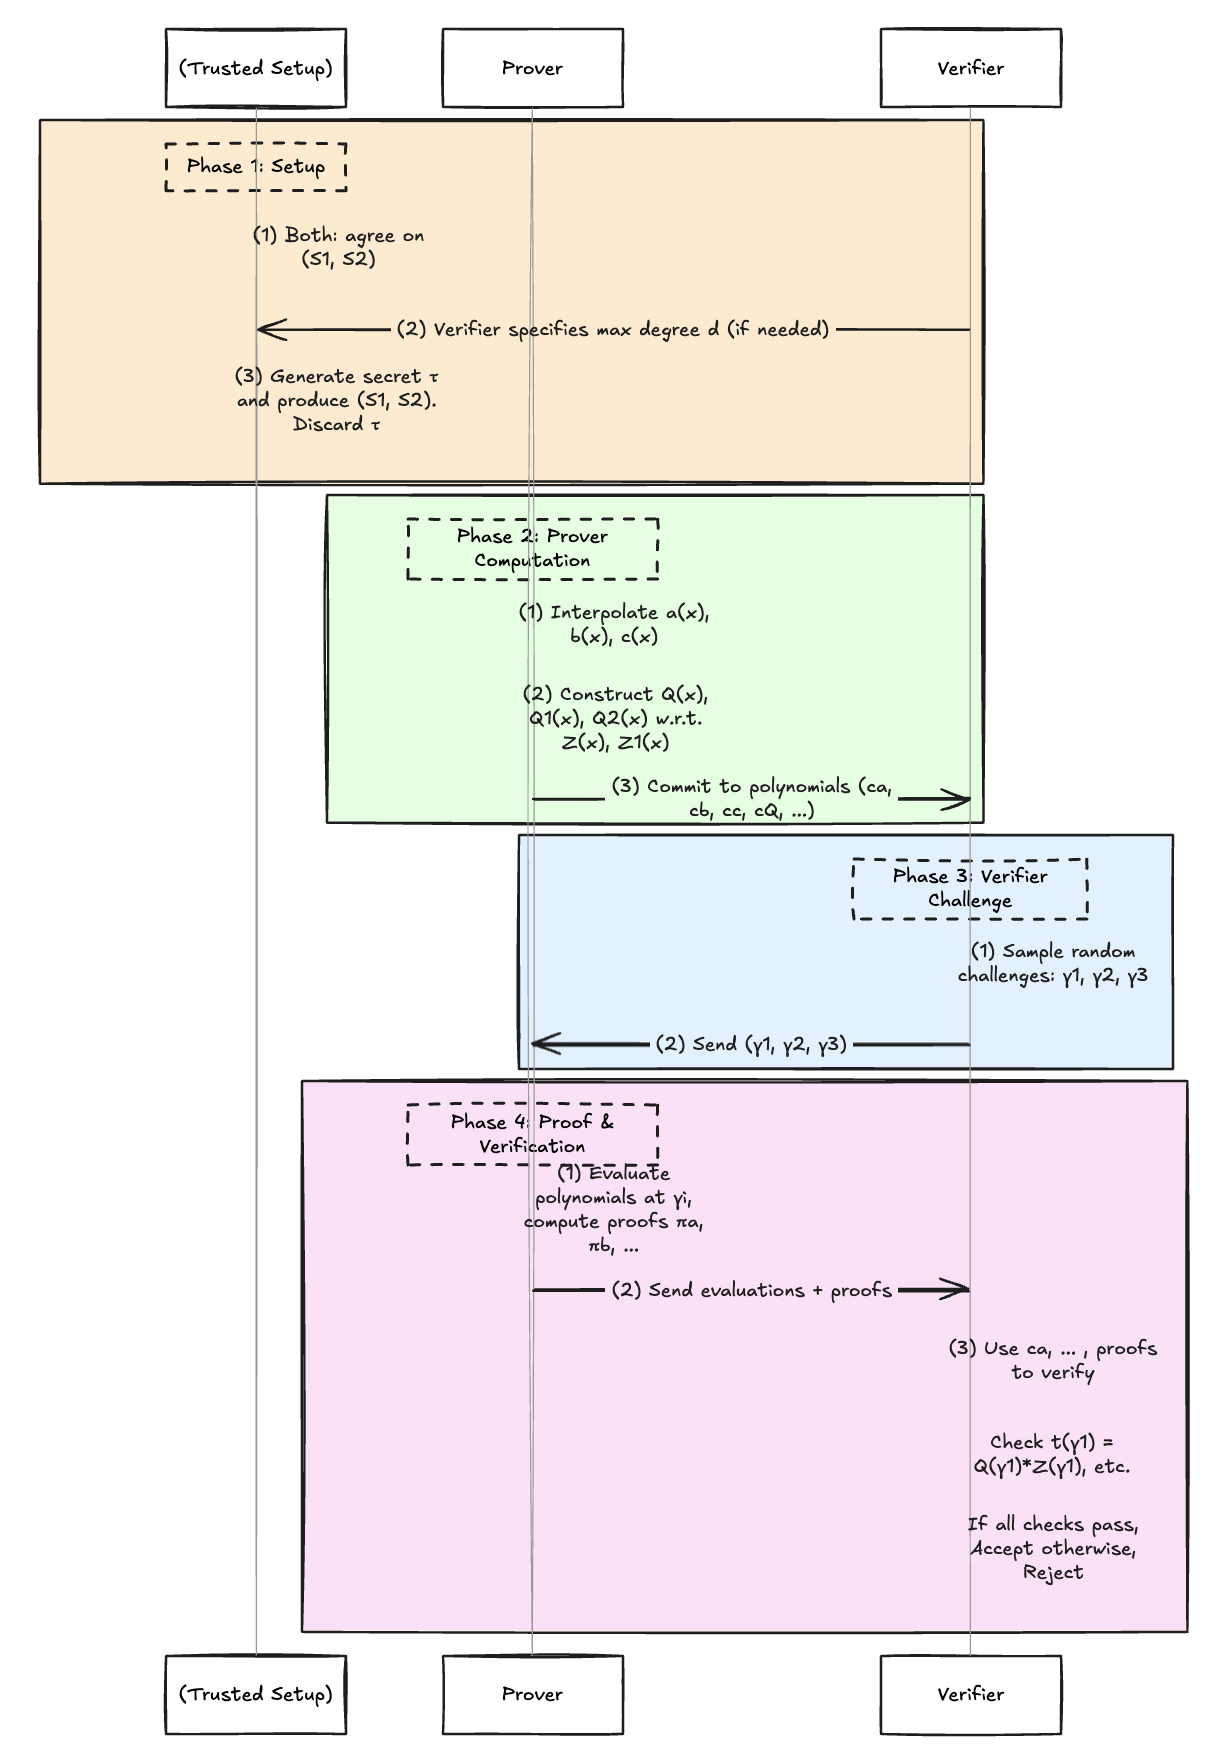 (Trusted Setup)
Prover
Verifier
Phase 1: Setup
(1) Both: agree on
(S1, S2)
(2) Verifier specifies max degree d (if needed)
(3) Generate secret τ
and produce (S1, S2).
Discard τ
Phase 2: Prover
Computation
(1) Interpolate a(x),
b(x), c(x)
(2) Construct Q(x),
Q1(x), Q2(x) w.r.t.
Z(x), Z1(x)
(3) Commit to polynomials (ca,
cb, cc, cQ, ...)
Phase 3: Verifier
Challenge
(1) Sample random
challenges: γ1, γ2, γ3
(2) Send (γ1, γ2, γ3)
Phase 4: Proof &
Verification
(1) Evaluate
polynomials at γi,
compute proofs πa,
πb, ...
(2) Send evaluations + proofs
(3) Use ca, ... , proofs
to verify
Check t(γ1) =
Q(γ1)*Z(γ1), etc.
If all checks pass,
Accept otherwise,
Reject
(Trusted Setup)
Prover
Verifier